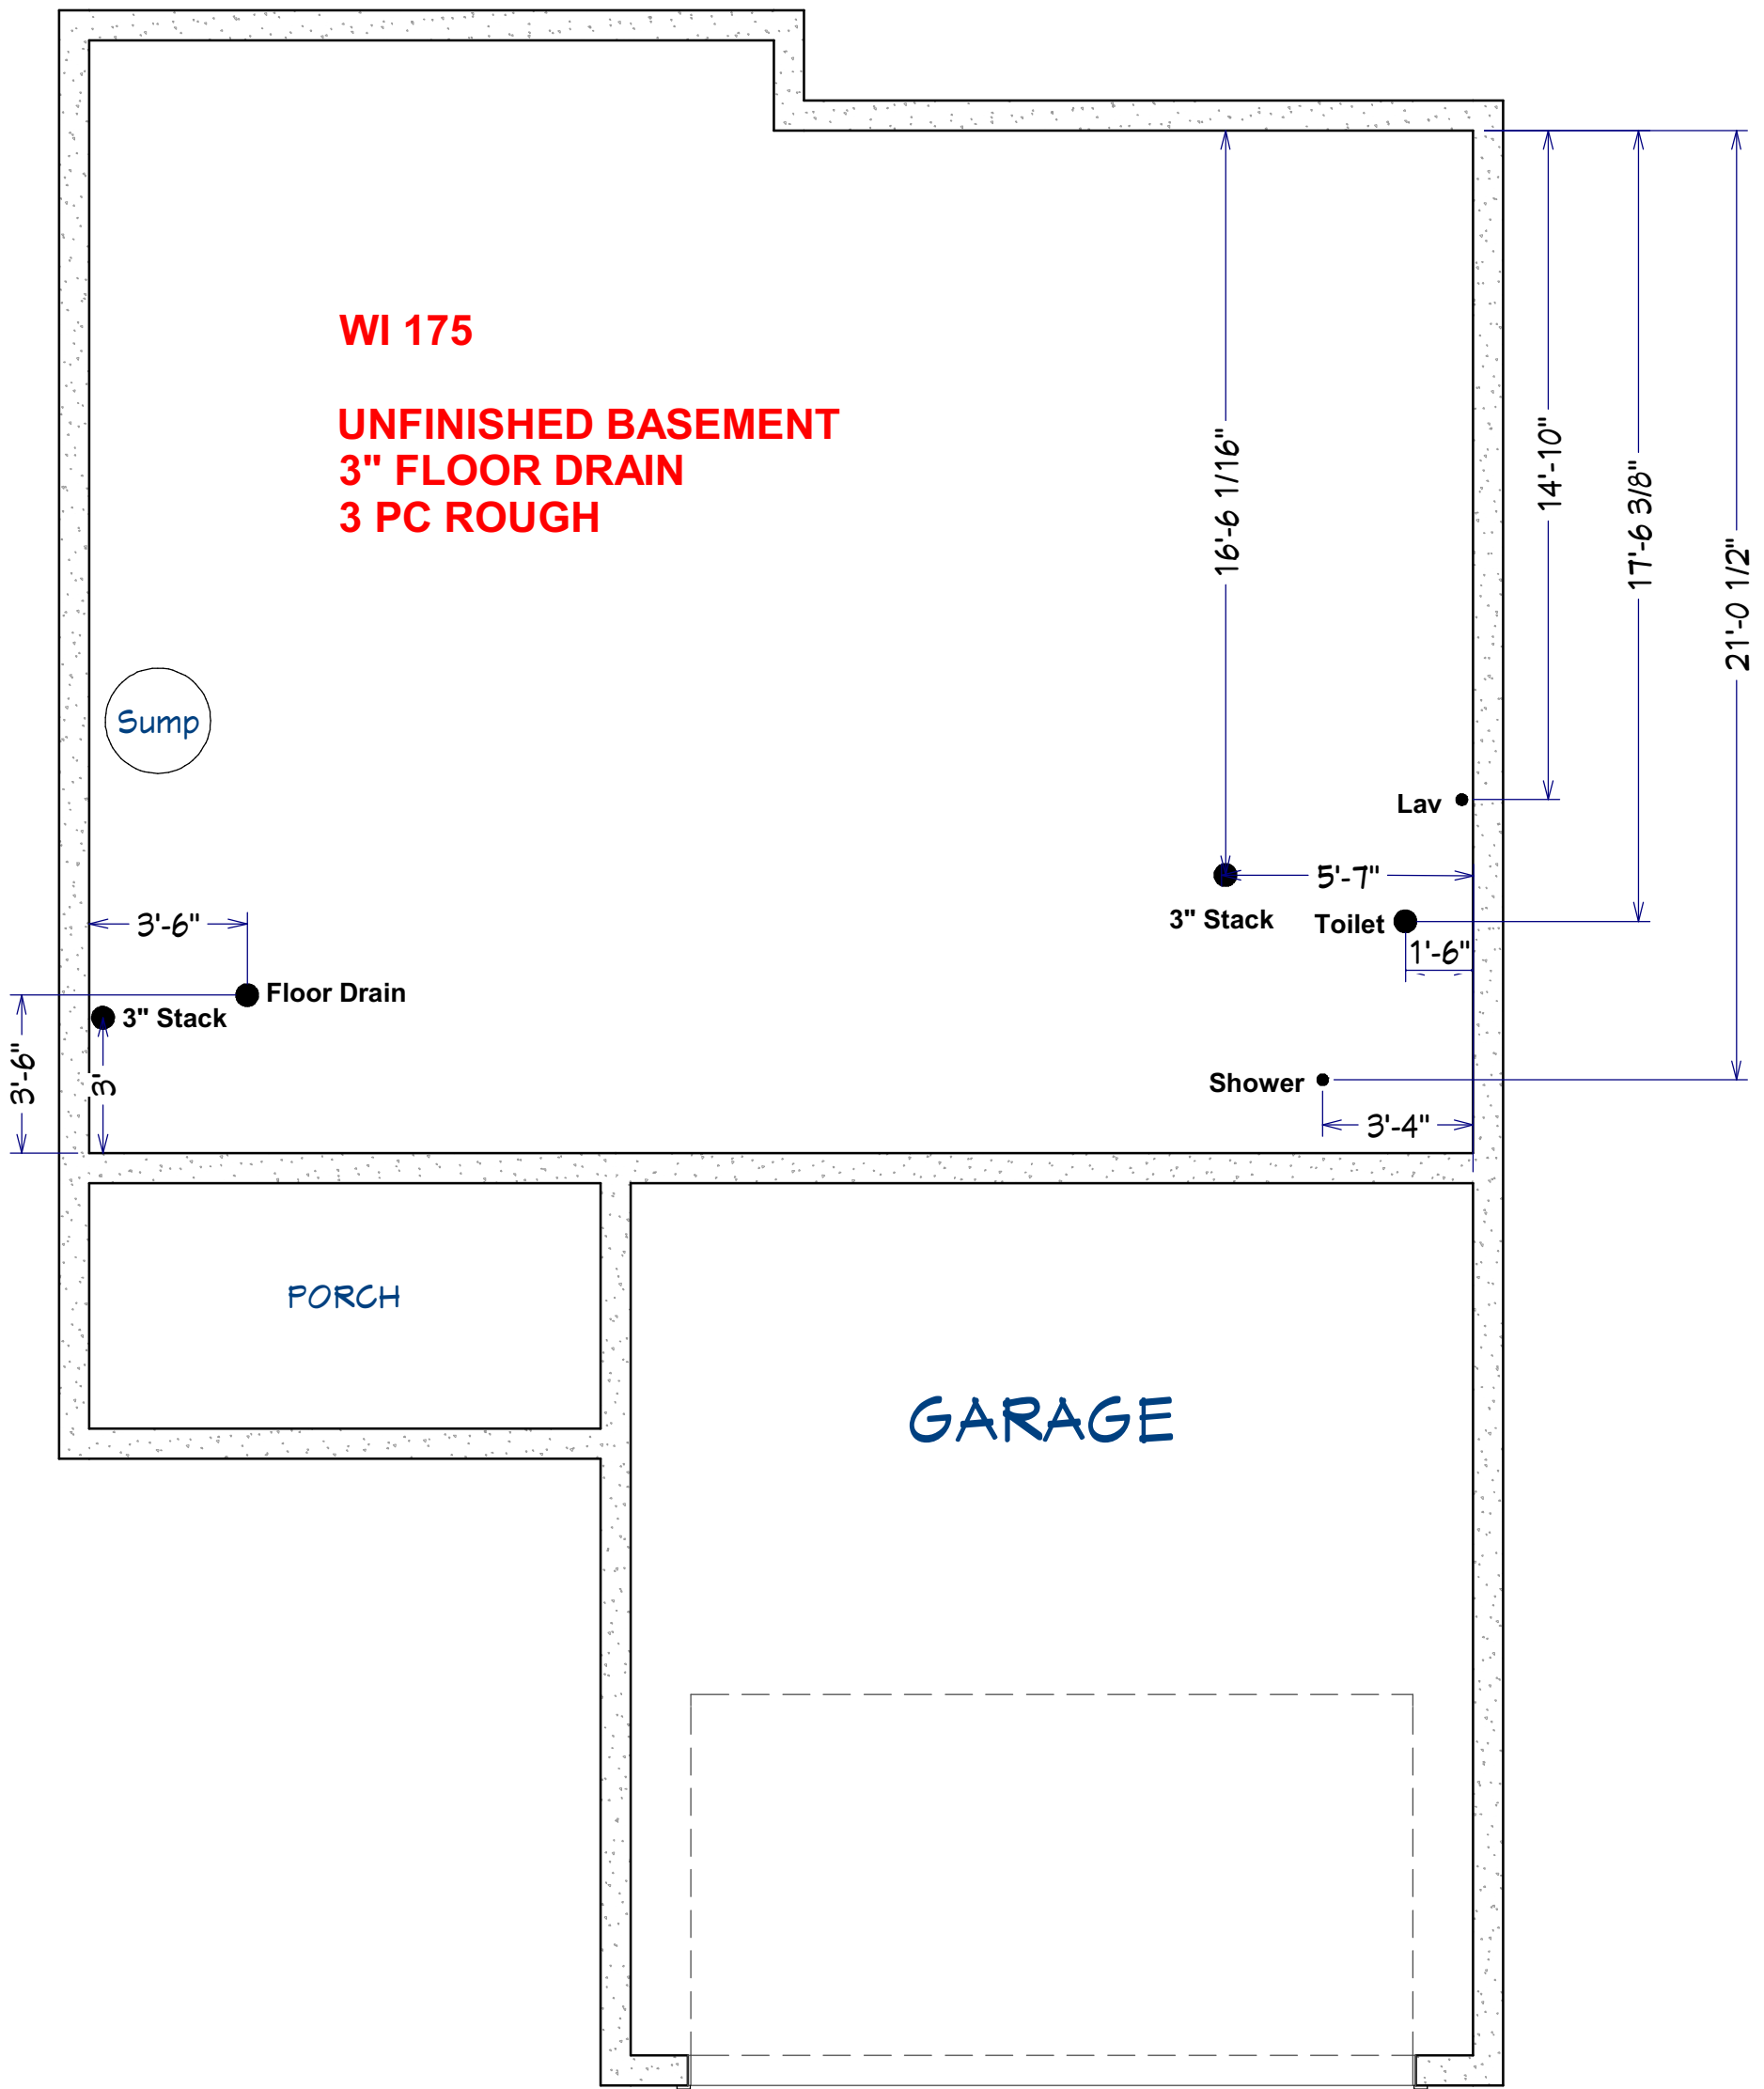 WI 175
UNFINISHED BASEMENT
3" FLOOR DRAIN
3 PC ROUGH
16'-6 1/16"
14'-10"
17'-6 3/8"
21'-0 1/2"
Sump
Lav
5'-7"
3" Stack
Toilet
1'-6"
3'-6"
Floor Drain
3" Stack
3'-6"
3'
Shower
3'-4"
PORCH
GARAGE